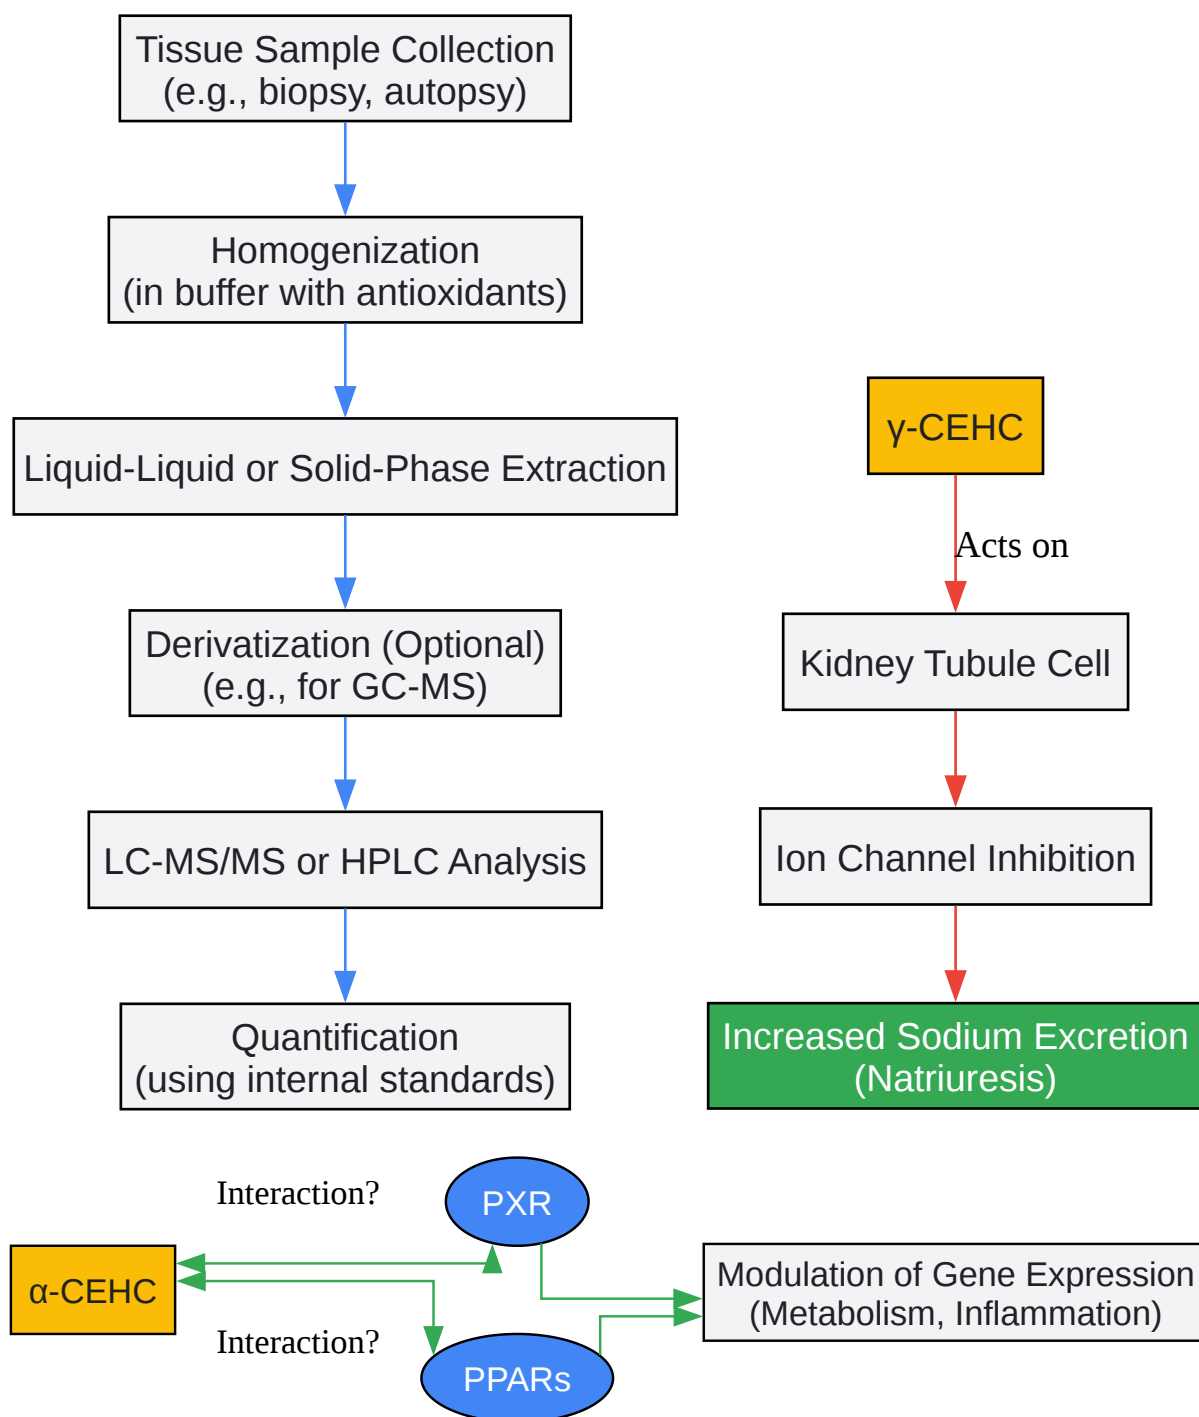 Tissue Sample Collection
(e.g., biopsy, autopsy)
Homogenization
(in buffer with antioxidants)
Liquid-Liquid or Solid-Phase Extraction
Derivatization (Optional)
(e.g., for GC-MS)
LC-MS/MS or HPLC Analysis
Quantification
(using internal standards)
γ-CEHC
Acts on
Kidney Tubule Cell
Ion Channel Inhibition
Increased Sodium Excretion
(Natriuresis)
Interaction?
PXR
α-CEHC
Interaction?
PPARs
Modulation of Gene Expression
(Metabolism, Inflammation)